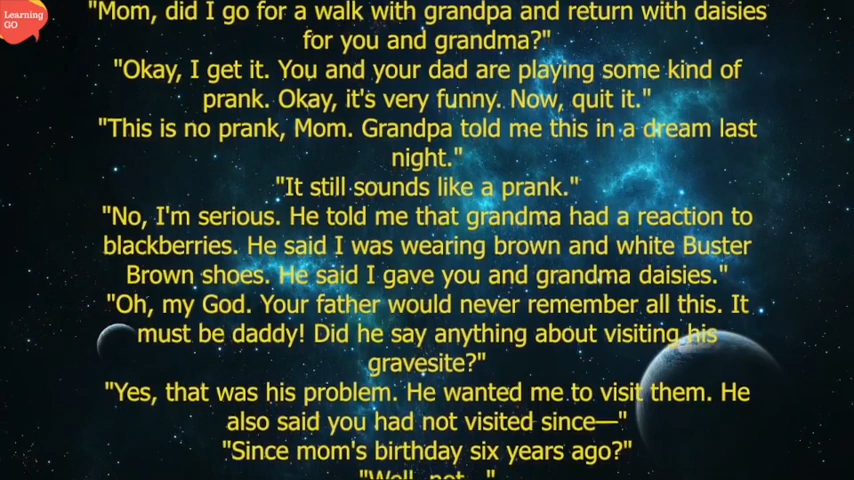 Learning
GO
"Mom, did I go for a walk with grandpa and return with daisies
for you and grandma?"
"Okay, I get it. You and your dad are playing some kind of
prank. Okay, it's very funny. Now, quit it."
"This is no prank, Mom. Grandpa told me this in a dream last
night."
"It still sounds like a prank."
"No, I'm serious. He told me that grandma had a reaction to
blackberries. He said I was wearing brown and white Buster
Brown shoes. He said I gave you and grandma daisies."
"Oh, my God. Your father would never remember all this. It
must be daddy! Did he say anything about visiting his
gravesite?"
"Yes, that was his problem. He wanted me to visit them. He
also said you had not visited since—"
"Since mom's birthday six years ago?"
"Well, not